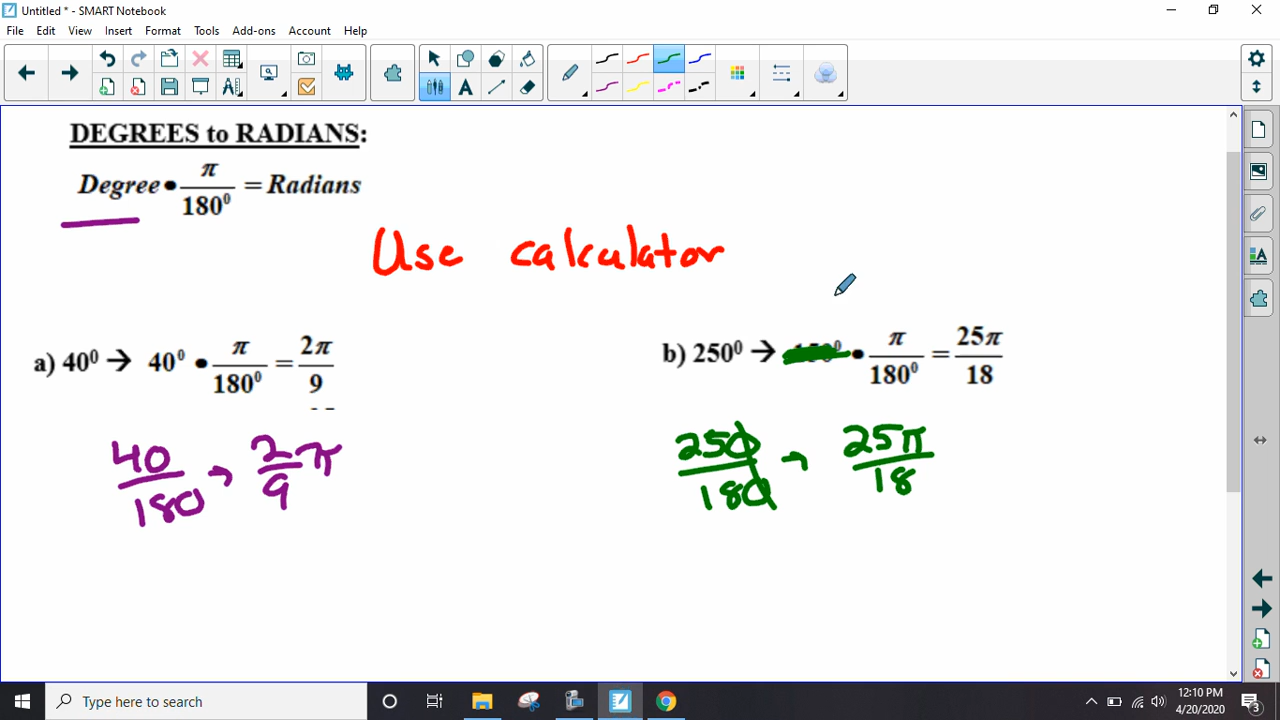 Untitled * - SMART Notebook
File Edit View Insert Format Tools Add-ons Account Help
DEGREES to RADIANS:
Degree • π/180⁰ = Radians
Use calculator
a) 40⁰ → 40⁰ • π/180⁰ = 2π/9
b) 250⁰ → • π/180⁰ = 25π/18
40/180 → 2/9 π
250/180 → 25π/18
Type here to search
12:10 PM
4/20/2020
3